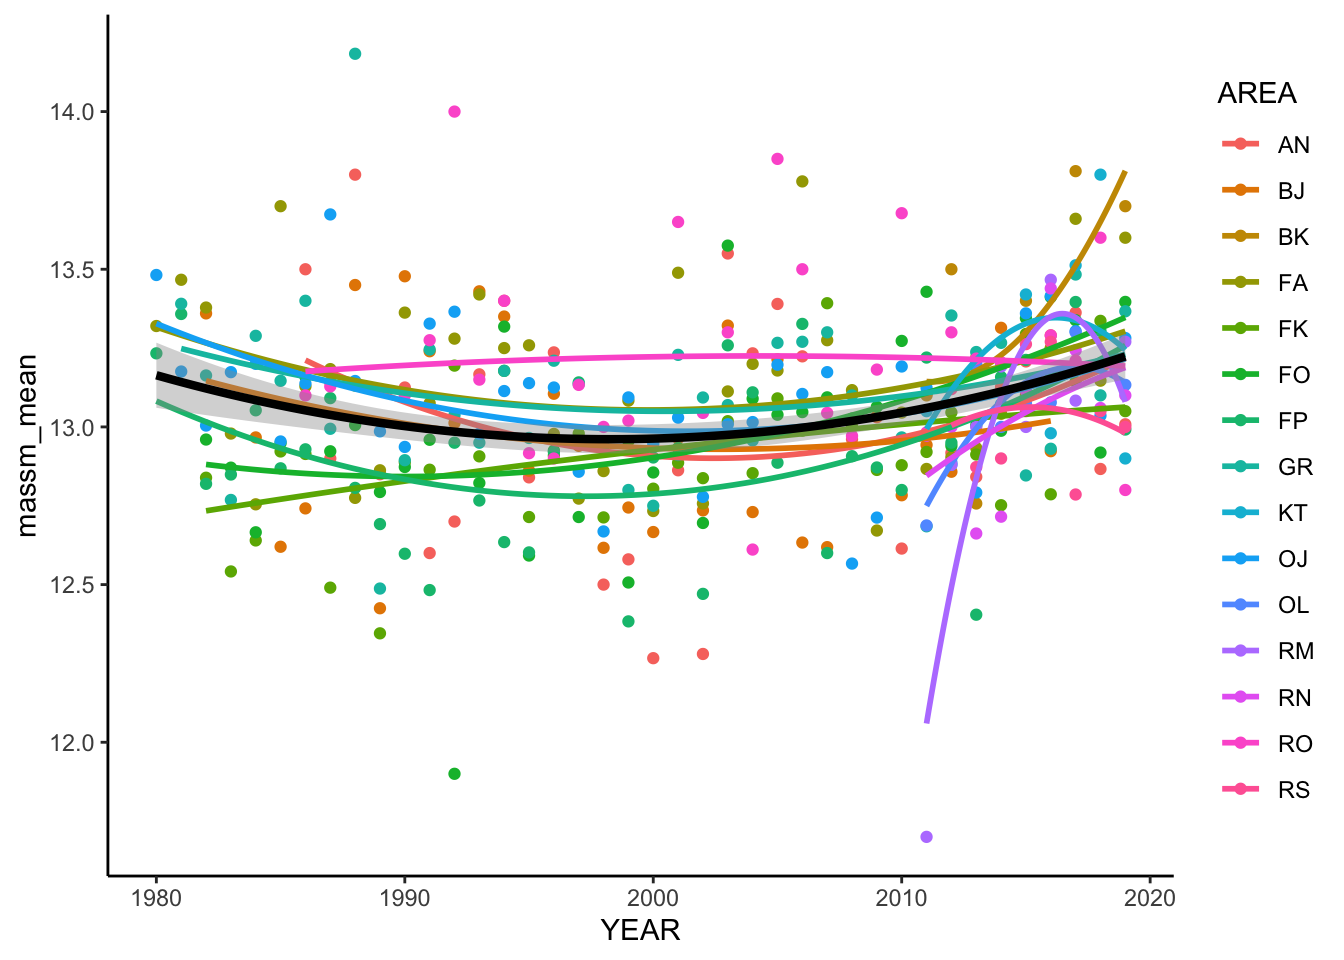 massm_mean
14.0
13.5
13.0
12.5
12.0
1980
1990
2000
2010
2020
YEAR
AREA
AN
BJ
BK
FA
FK
FO
FP
GR
KT
OJ
OL
RM
RN
RO
RS